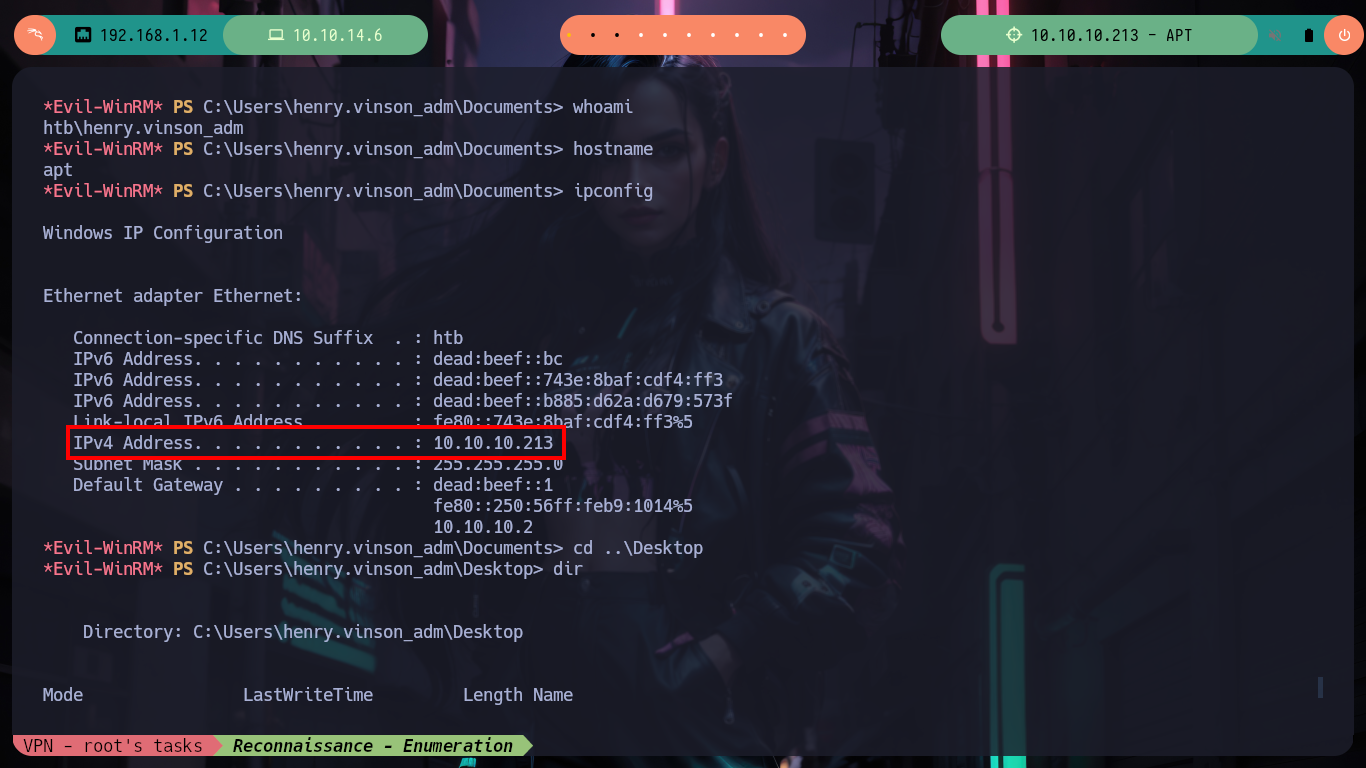 192.168.1.12 10.10.14.6 10.10.10.213 - APT
*Evil-WinRM* PS C:\Users\henry.vinson_adm\Documents> whoami
htb\henry.vinson_adm
*Evil-WinRM* PS C:\Users\henry.vinson_adm\Documents> hostname
apt
*Evil-WinRM* PS C:\Users\henry.vinson_adm\Documents> ipconfig
Windows IP Configuration
Ethernet adapter Ethernet:
Connection-specific DNS Suffix  . : htb
IPv6 Address. . . . . . . . . . . : dead:beef::bc
IPv6 Address. . . . . . . . . . . : dead:beef::743e:8baf:cdf4:ff3
IPv6 Address. . . . . . . . . . . : dead:beef::b885:d62a:d679:573f
Link-local IPv6 Address . . . . . : fe80::743e:8baf:cdf4:ff3%5
IPv4 Address. . . . . . . . . . . : 10.10.10.213
Subnet Mask . . . . . . . . . . . : 255.255.255.0
Default Gateway . . . . . . . . . : dead:beef::1
fe80::250:56ff:feb9:1014%5
10.10.10.2
*Evil-WinRM* PS C:\Users\henry.vinson_adm\Documents> cd ..\Desktop
*Evil-WinRM* PS C:\Users\henry.vinson_adm\Desktop> dir
Directory: C:\Users\henry.vinson_adm\Desktop
Mode                LastWriteTime         Length Name
VPN - root's tasks Reconnaissance - Enumeration